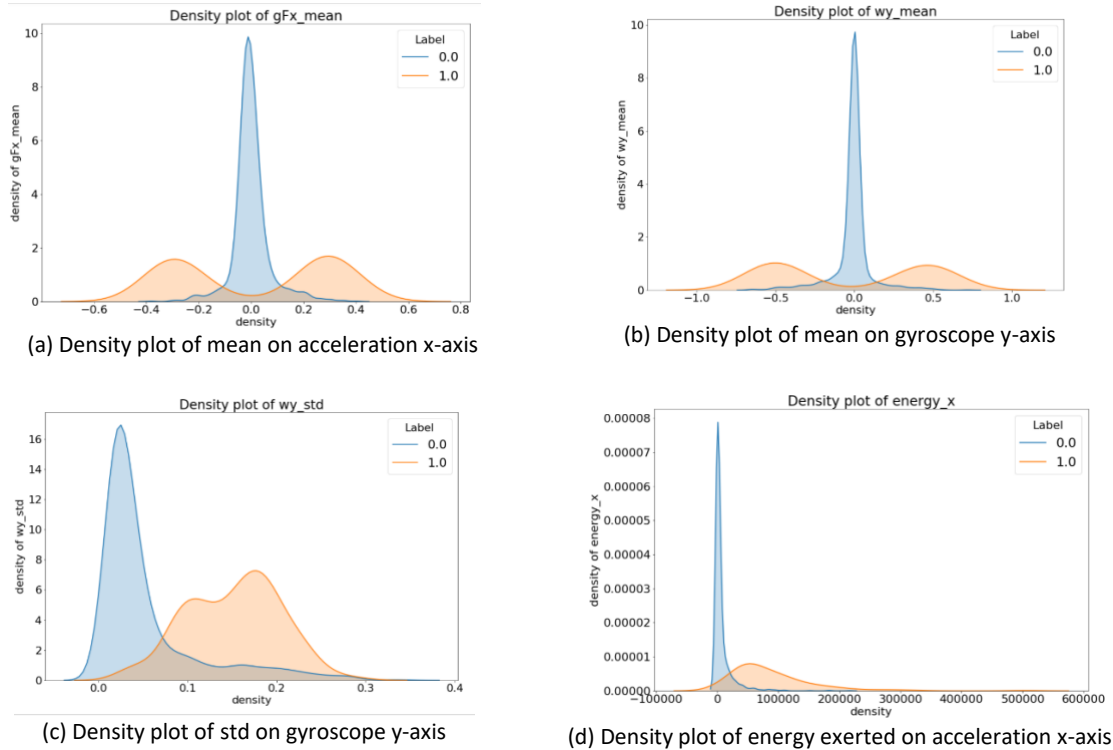 Density plot of gFx_mean
Label
0.0
1.0
density of gFx_mean
10
8
6
4
2
0
-0.6 -0.4 -0.2 0.0 0.2 0.4 0.6 0.8
density
(a) Density plot of mean on acceleration x-axis
Density plot of wy_mean
Label
0.0
1.0
density of wy_mean
10
8
6
4
2
0
-1.0 -0.5 0.0 0.5 1.0
density
(b) Density plot of mean on gyroscope y-axis
Density plot of wy_std
Label
0.0
1.0
density of wy_std
16
14
12
10
8
6
4
2
0
0.0 0.1 0.2 0.3 0.4
density
(c) Density plot of std on gyroscope y-axis
Density plot of energy_x
Label
0.0
1.0
density of energy_x
0.00008
0.00007
0.00006
0.00005
0.00004
0.00003
0.00002
0.00001
0.00000
-100000 0 100000 200000 300000 400000 500000 600000
density
(d) Density plot of energy exerted on acceleration x-axis